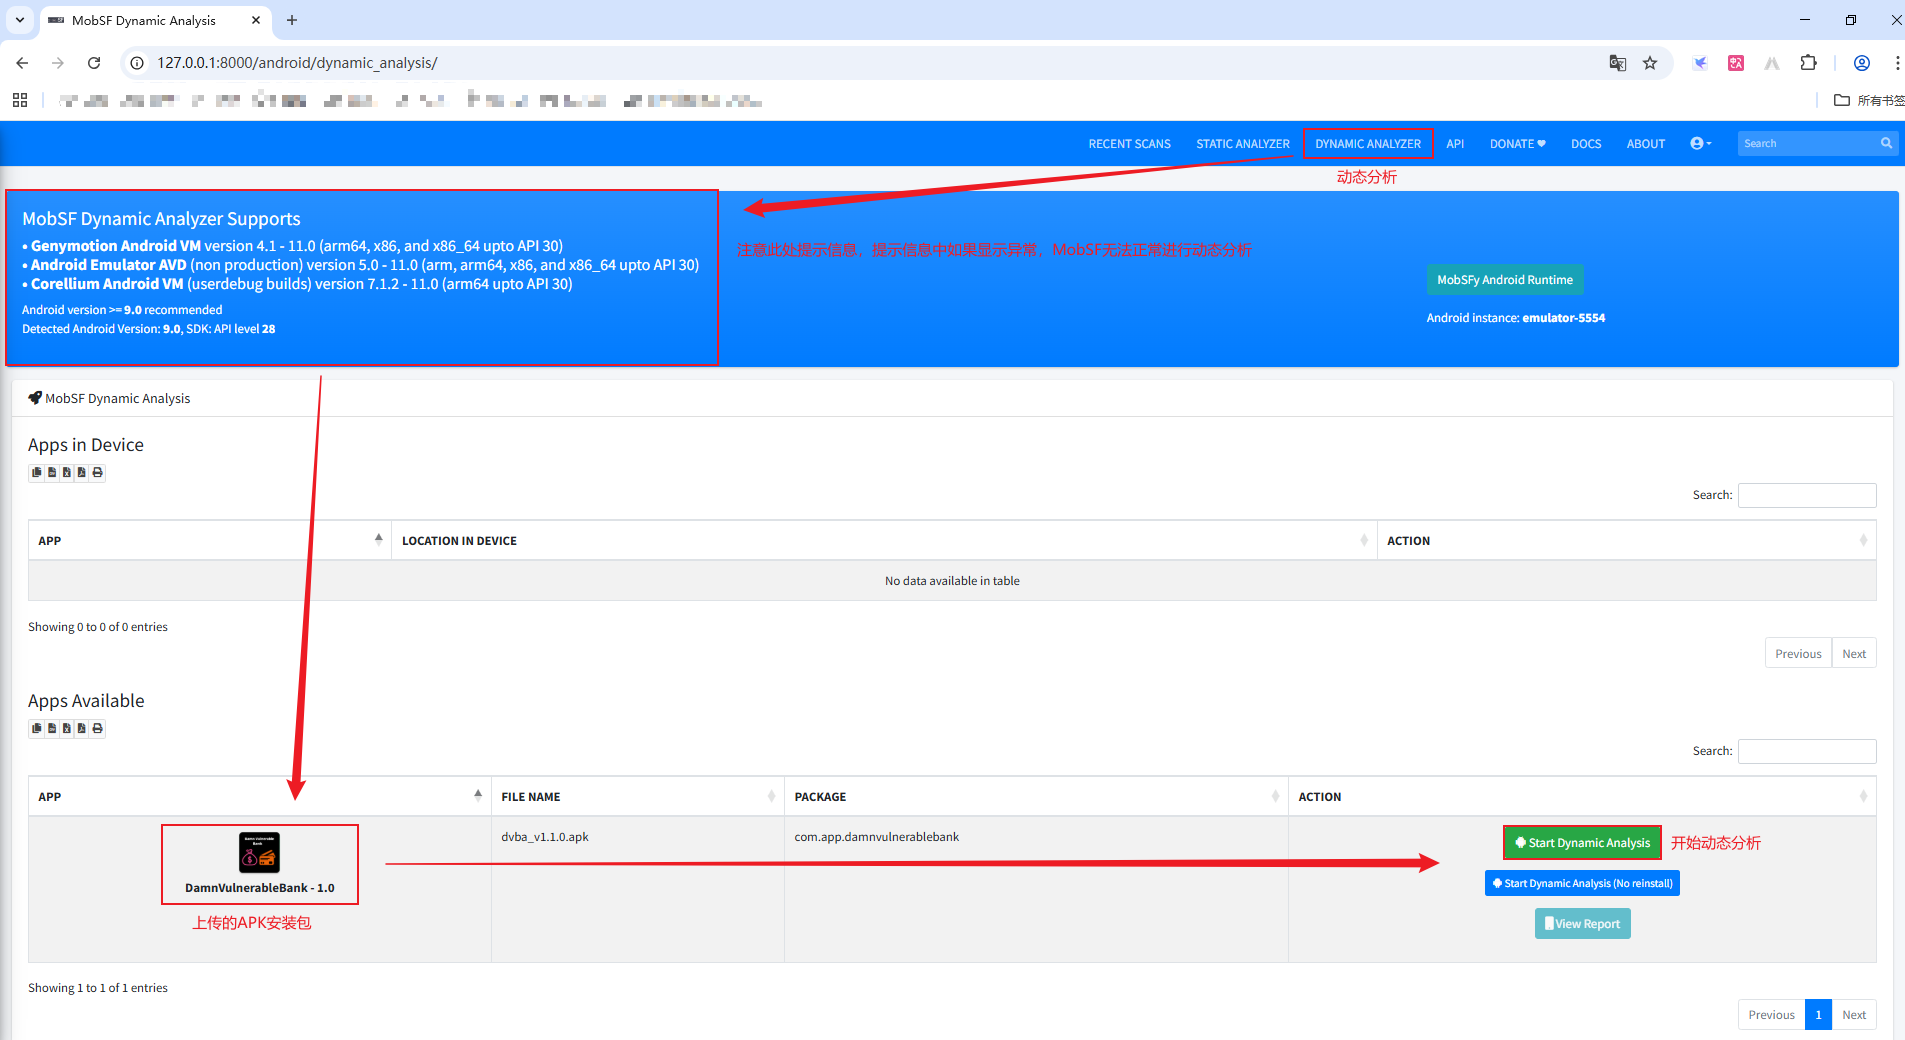 MobSF Dynamic Analysis
127.0.0.1:8000/android/dynamic_analysis/
所有书签
RECENT SCANS STATIC ANALYZER DYNAMIC ANALYZER API DONATE DOCS ABOUT Search
动态分析
MobSF Dynamic Analyzer Supports
• Genymotion Android VM version 4.1 - 11.0 (arm64, x86, and x86_64 upto API 30)
• Android Emulator AVD (non production) version 5.0 - 11.0 (arm, arm64, x86, and x86_64 upto API 30)
• Corellium Android VM (userdebug builds) version 7.1.2 - 11.0 (arm64 upto API 30)
Android version >= 9.0 recommended
Detected Android Version: 9.0, SDK: API level 28
注意此处提示信息，提示信息中如果显示异常，MobSF无法正常进行动态分析
MobSFy Android Runtime
Android instance: emulator-5554
MobSF Dynamic Analysis
Apps in Device
Search:
APP LOCATION IN DEVICE ACTION
No data available in table
Showing 0 to 0 of 0 entries
Previous Next
Apps Available
Search:
APP FILE NAME PACKAGE ACTION
Damn Vulnerable
Bank
DamnVulnerableBank - 1.0
上传的APK安装包
dvba_v1.1.0.apk
com.app.damnvulnerablebank
Start Dynamic Analysis
开始动态分析
Start Dynamic Analysis (No reinstall)
View Report
Showing 1 to 1 of 1 entries
Previous 1 Next